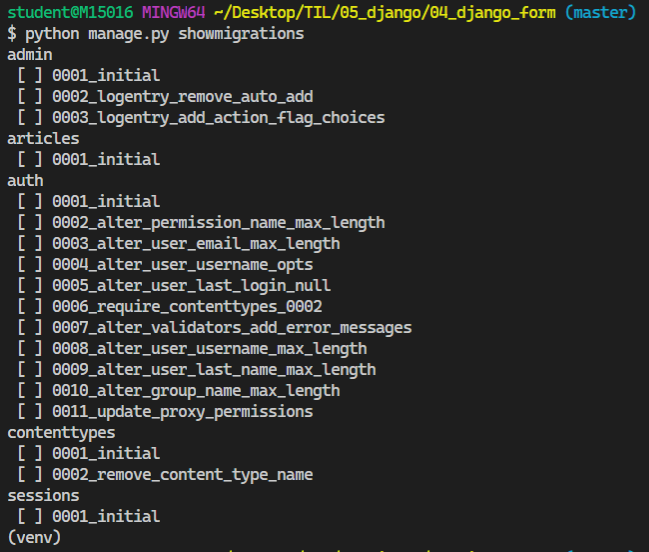 student@M15016 MINGW64 ~/Desktop/TIL/05_django/04_django_form (master)
$ python manage.py showmigrations
admin
 [ ] 0001_initial
 [ ] 0002_logentry_remove_auto_add
 [ ] 0003_logentry_add_action_flag_choices
articles
 [ ] 0001_initial
auth
 [ ] 0001_initial
 [ ] 0002_alter_permission_name_max_length
 [ ] 0003_alter_user_email_max_length
 [ ] 0004_alter_user_username_opts
 [ ] 0005_alter_user_last_login_null
 [ ] 0006_require_contenttypes_0002
 [ ] 0007_alter_validators_add_error_messages
 [ ] 0008_alter_user_username_max_length
 [ ] 0009_alter_user_last_name_max_length
 [ ] 0010_alter_group_name_max_length
 [ ] 0011_update_proxy_permissions
contenttypes
 [ ] 0001_initial
 [ ] 0002_remove_content_type_name
sessions
 [ ] 0001_initial
(venv)